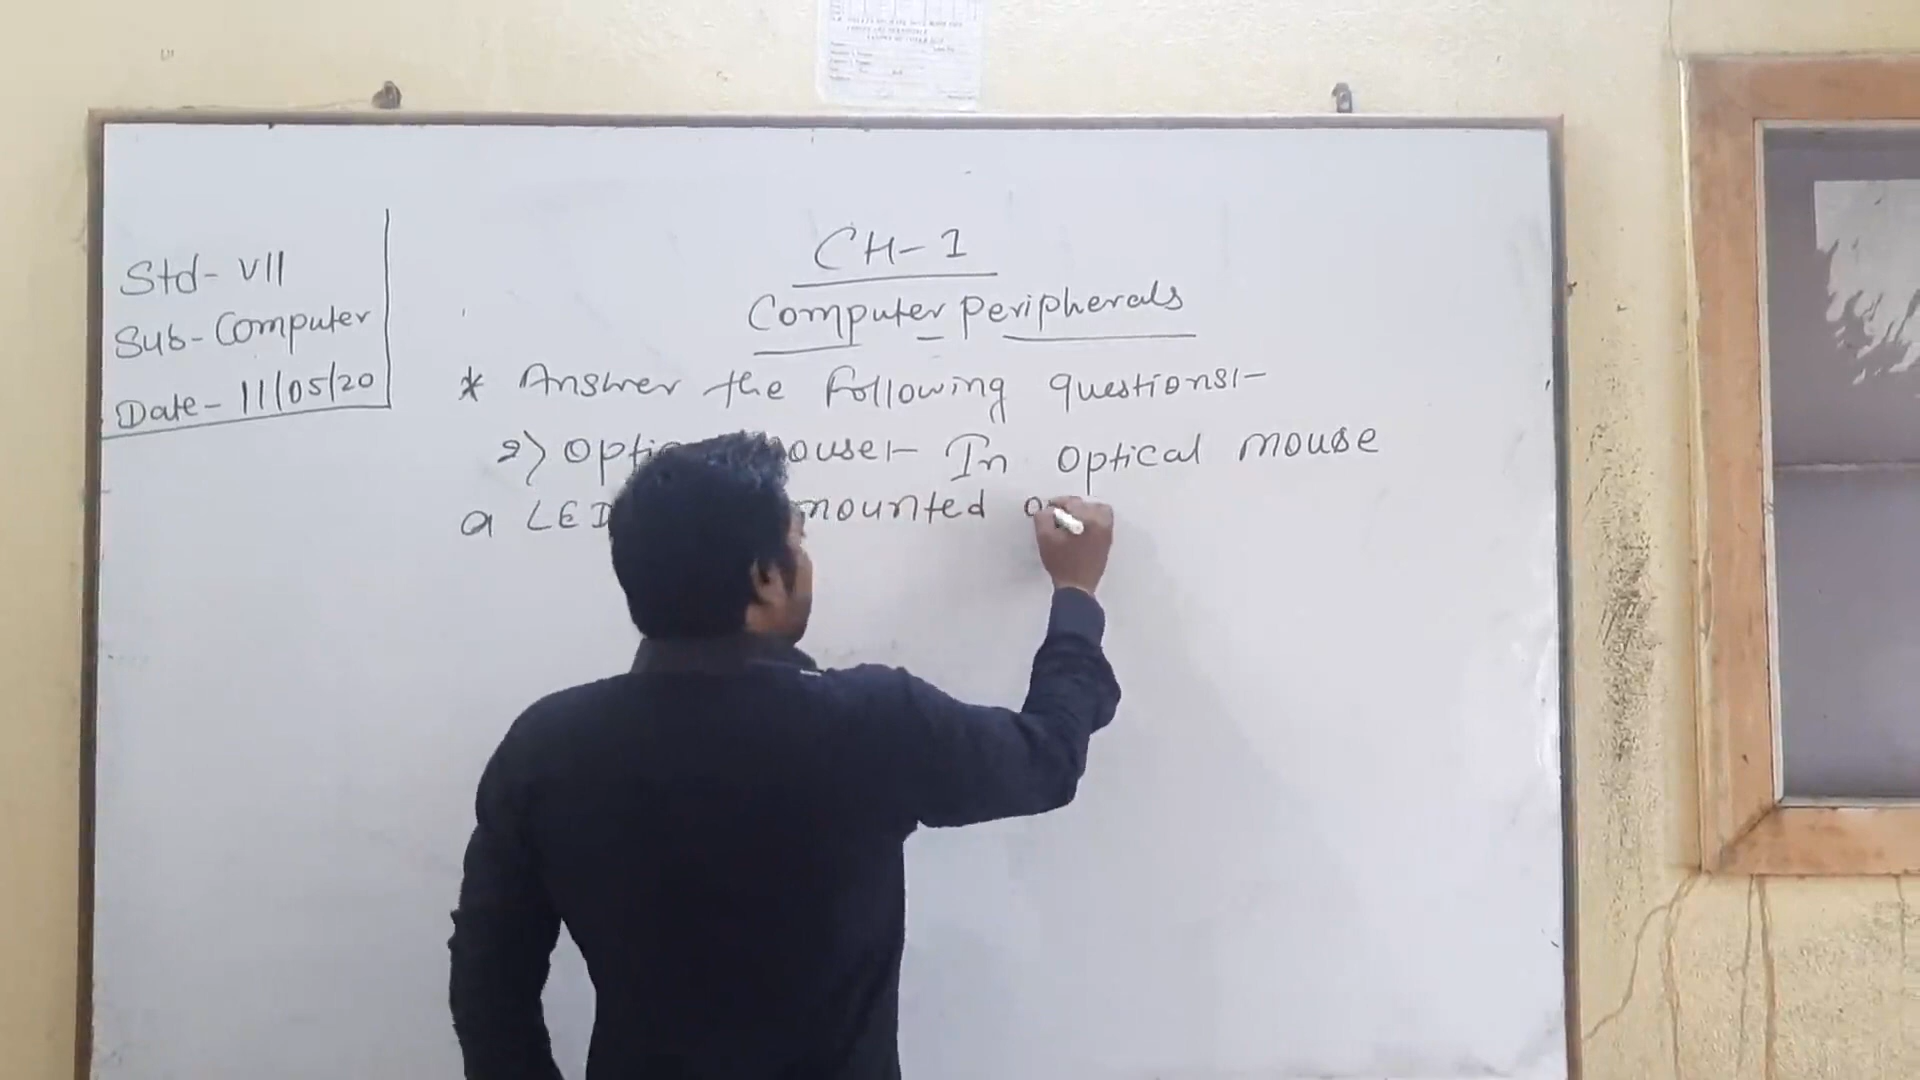 CH-1
Computer Peripherals
Std- VII
Sub- Computer
Date- 11/05/20
* Answer the following questions:-
2) Optical mouse:- In optical mouse
a LED mounted